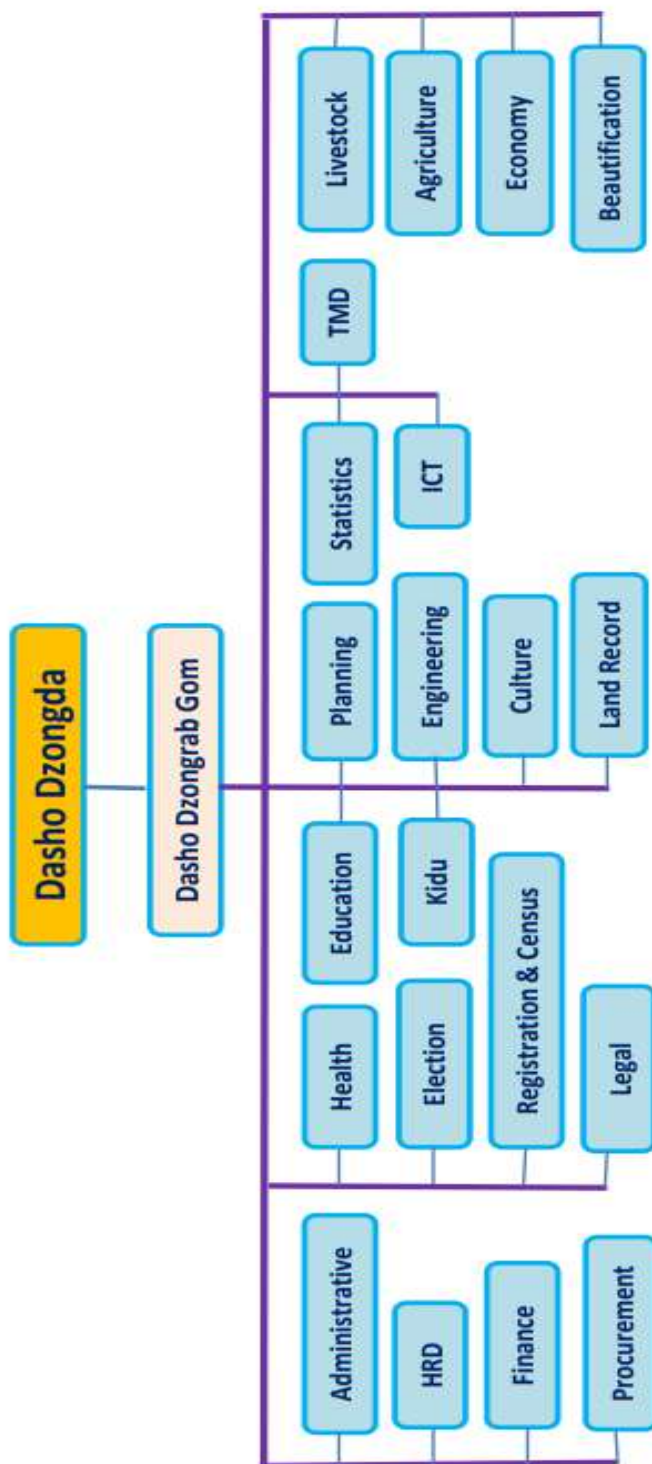 Dasho Dzongda
Dasho Dzongrab Gom
Administrative
HRD
Finance
Procurement
Health
Election
Registration & Census
Legal
Education
Kidu
Planning
Engineering
Culture
Land Record
Statistics
TMD
ICT
Livestock
Agriculture
Economy
Beautification